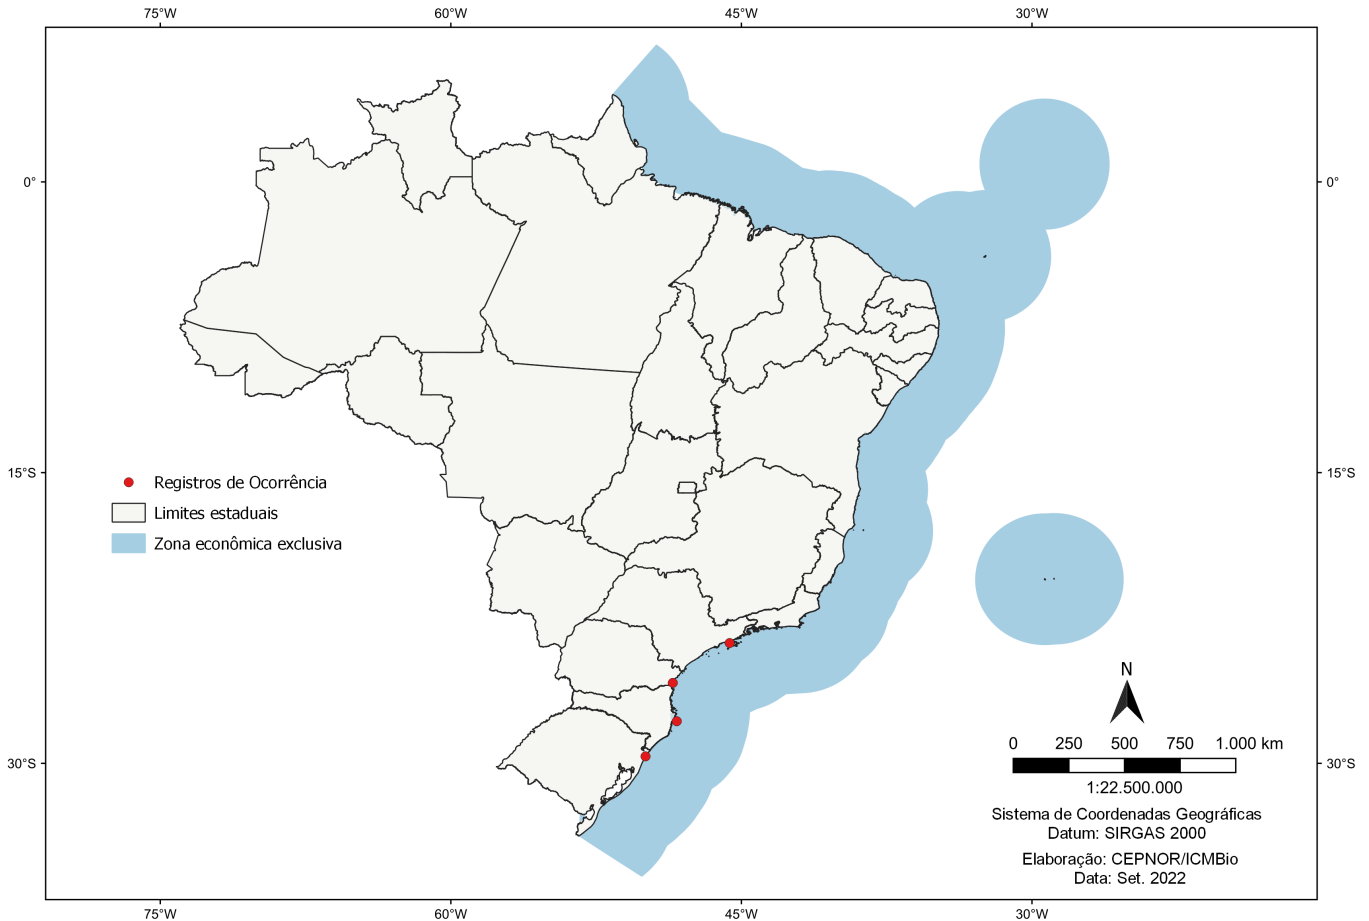 75°W 60°W 45°W 30°W
0° 0°
15°S 15°S
Registros de Ocorrência
Limites estaduais
Zona econômica exclusiva
N
0 250 500 750 1.000 km
30°S 30°S
1:22.500.000
Sistema de Coordenadas Geográficas
Datum: SIRGAS 2000
Elaboração: CEPNOR/ICMBio
Data: Set. 2022
75°W 60°W 45°W 30°W